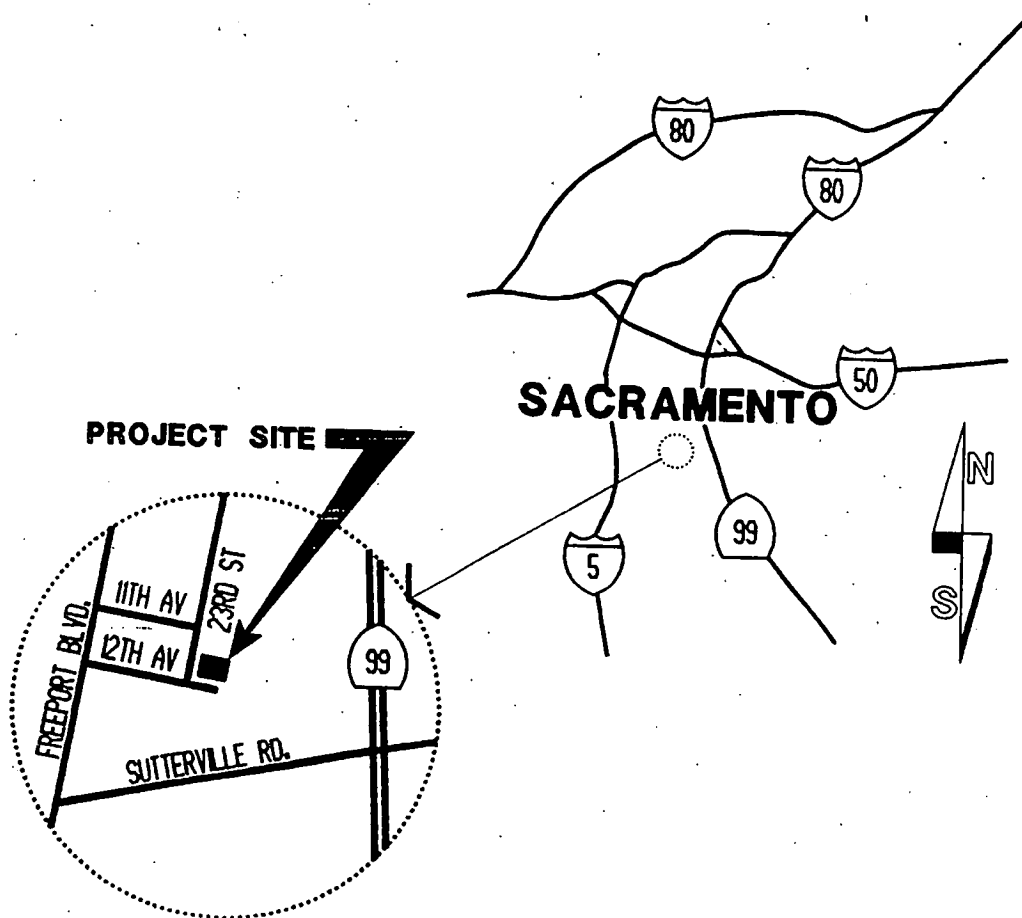 80
80
50
SACRAMENTO
PROJECT SITE
N
99
5
S
23RD ST
11TH AV
12TH AV
FREEPORT BLVD.
99
SUTTERVILLE RD.